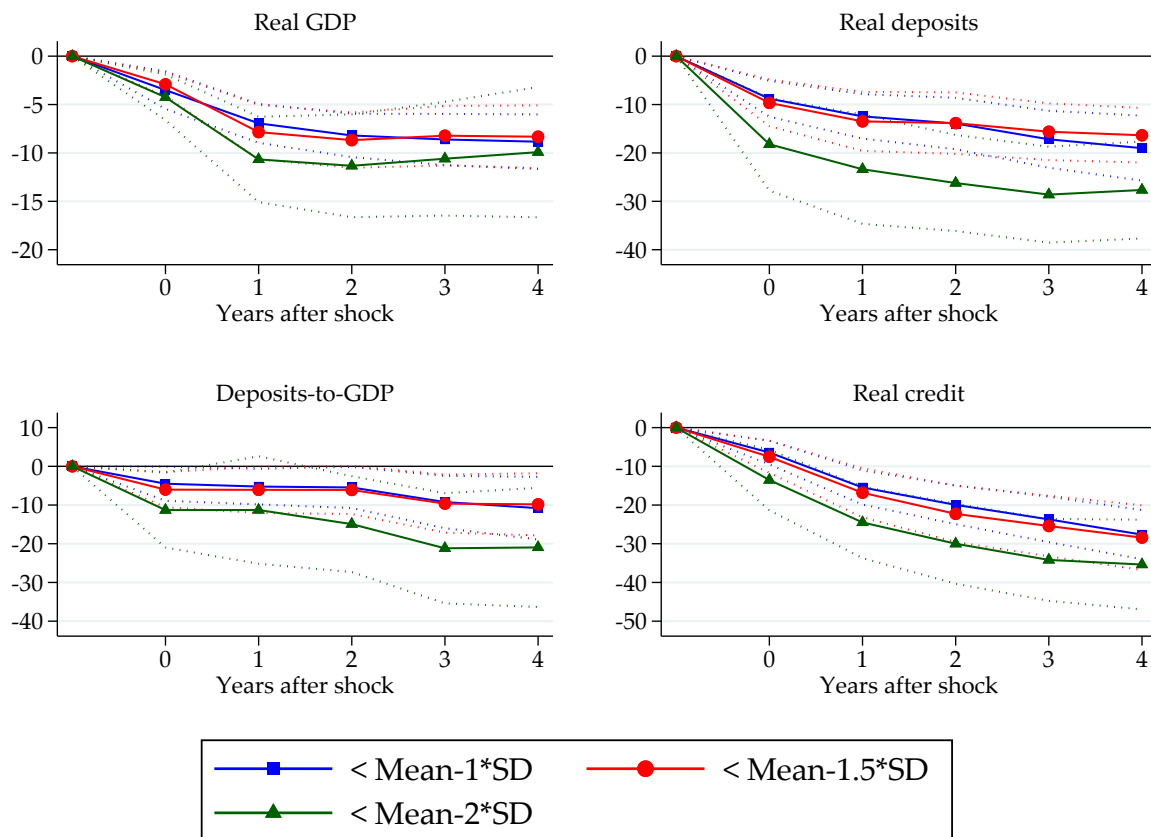 Real GDP
0
-5
-10
-15
-20
0 1 2 3 4
Years after shock
Real deposits
0
-10
-20
-30
-40
0 1 2 3 4
Years after shock
Deposits-to-GDP
10
0
-10
-20
-30
-40
0 1 2 3 4
Years after shock
Real credit
0
-10
-20
-30
-40
-50
0 1 2 3 4
Years after shock
< Mean-1*SD < Mean-1.5*SD
< Mean-2*SD